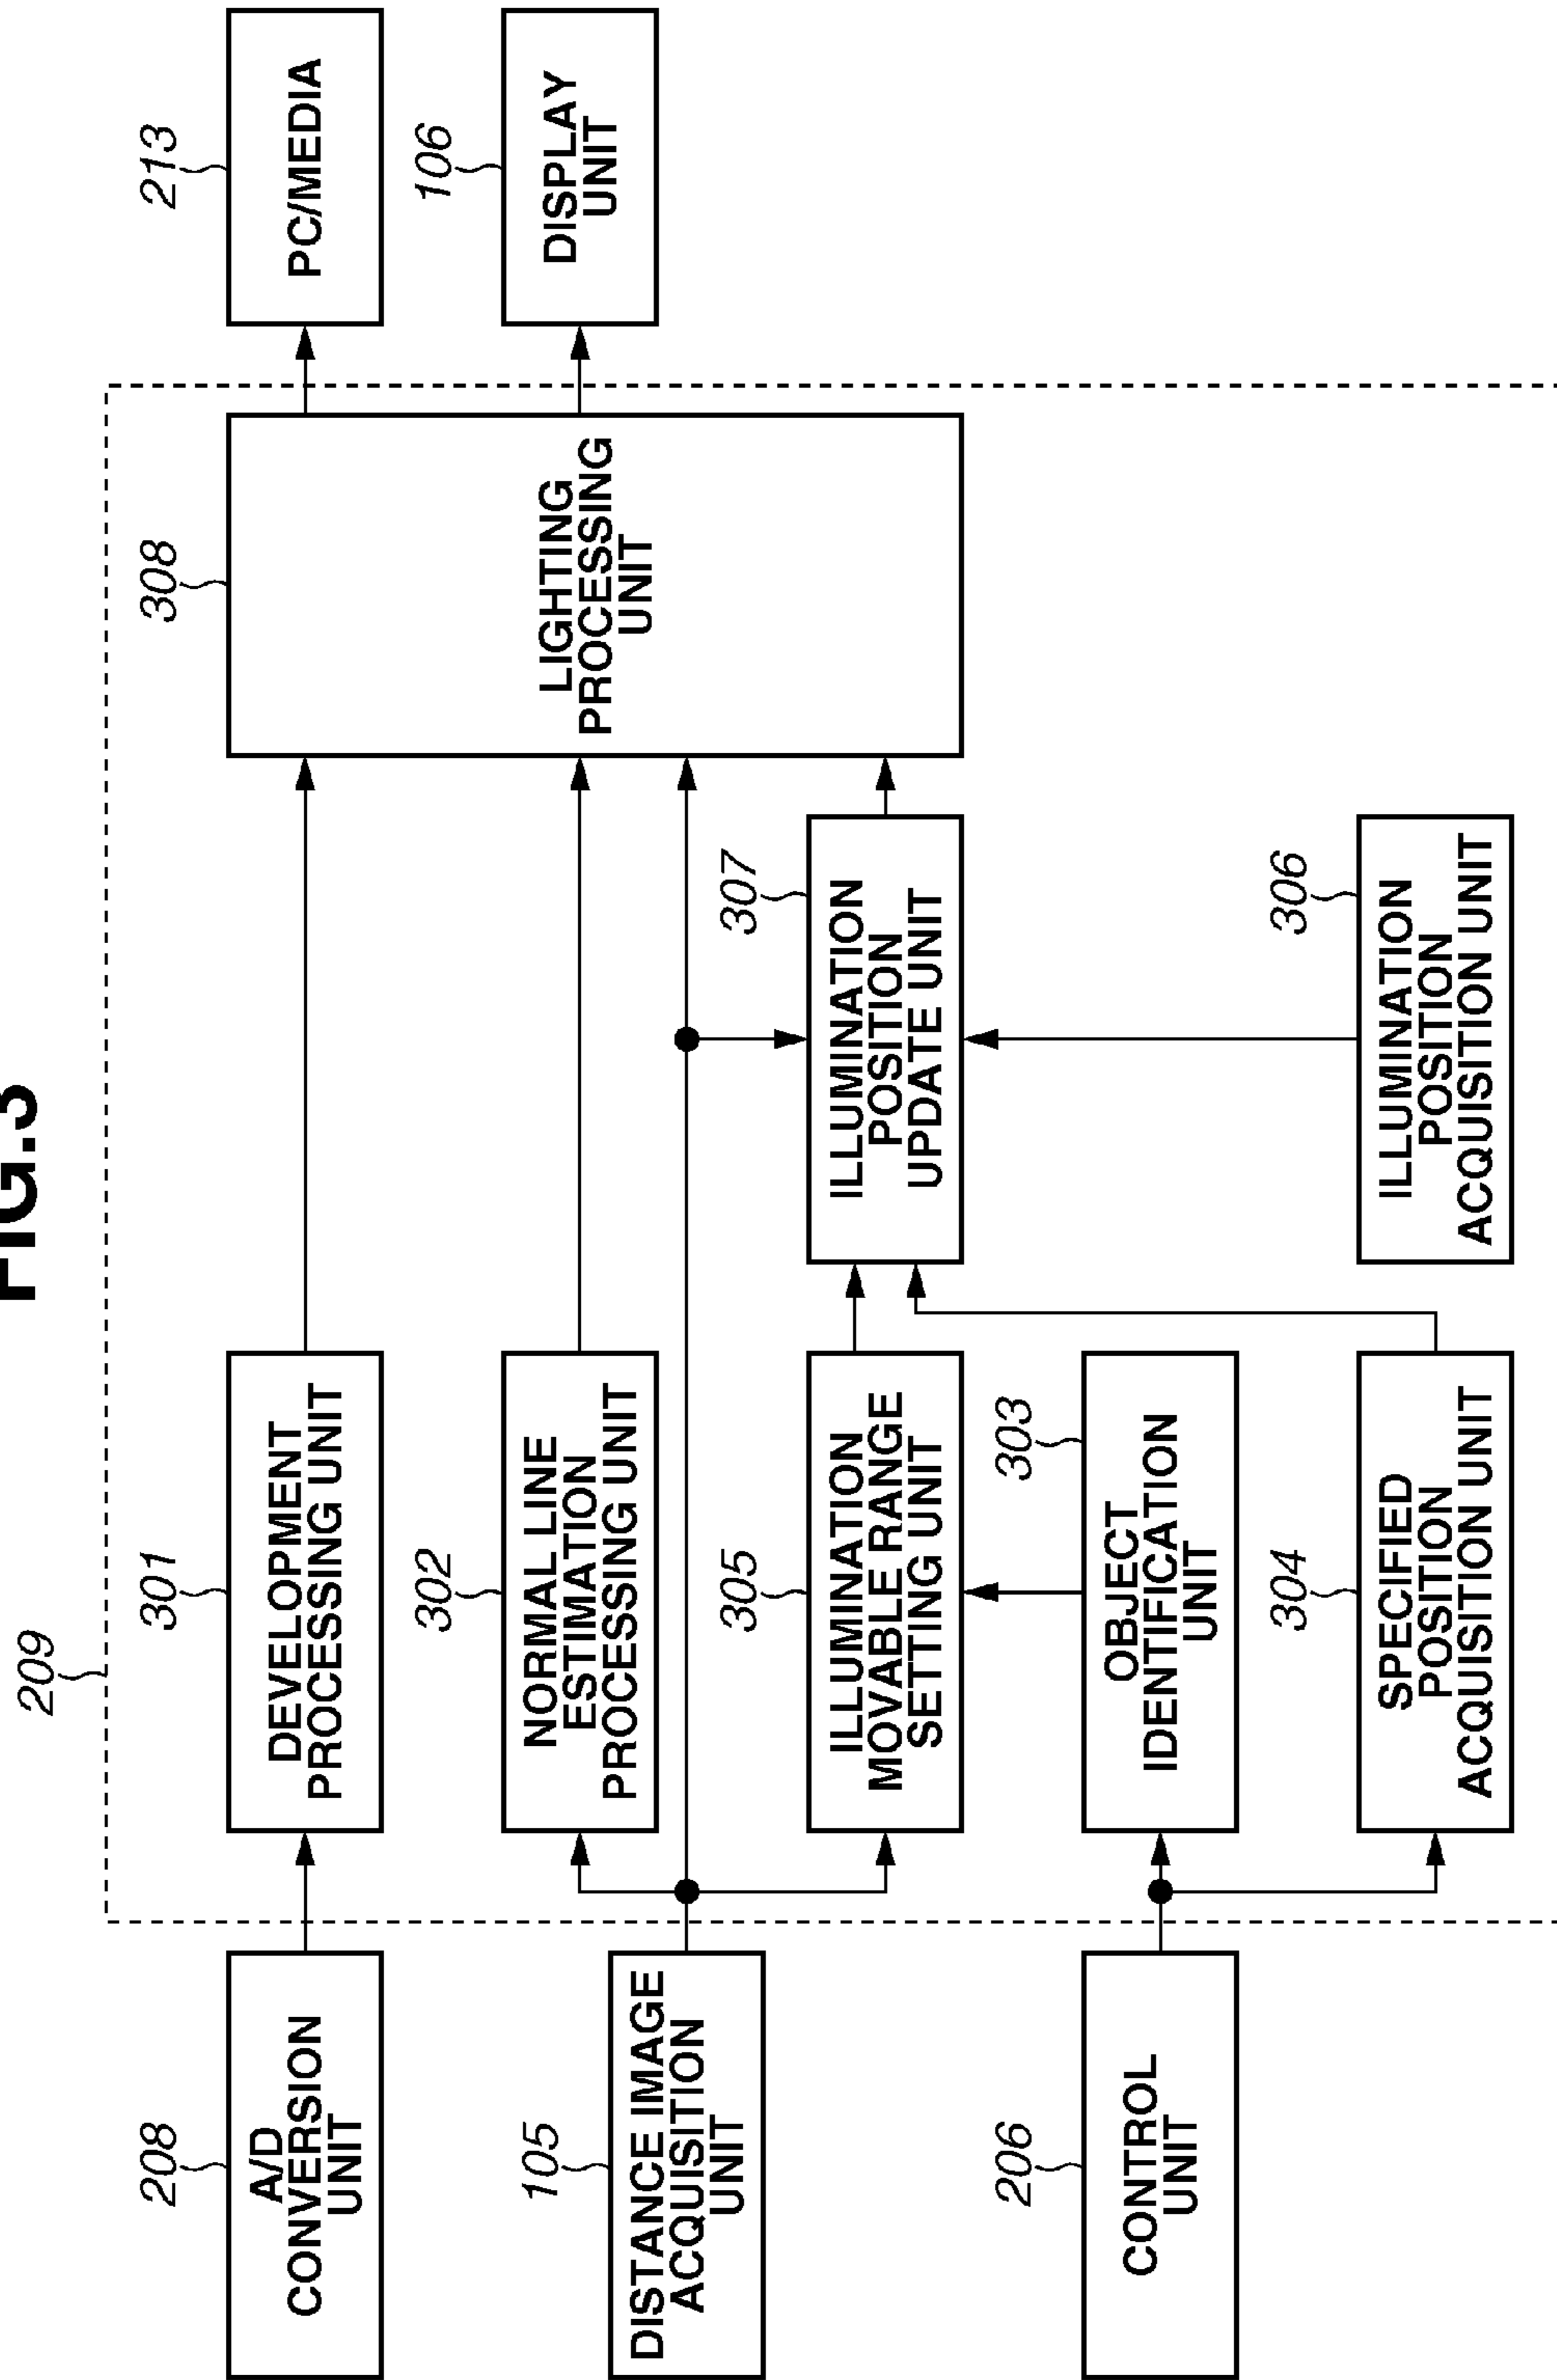 FIG.3
209
208
A/D
CONVERSION
UNIT
301
DEVELOPMENT
PROCESSING UNIT
308
LIGHTING
PROCESSING
UNIT
213
PC/MEDIA
302
NORMAL LINE
ESTIMATION
PROCESSING UNIT
106
DISPLAY
UNIT
105
DISTANCE IMAGE
ACQUISITION
UNIT
305
ILLUMINATION
MOVABLE RANGE
SETTING UNIT
307
ILLUMINATION
POSITION
UPDATE UNIT
206
CONTROL
UNIT
303
OBJECT
IDENTIFICATION
UNIT
304
SPECIFIED
POSITION
ACQUISITION UNIT
306
ILLUMINATION
POSITION
ACQUISITION UNIT